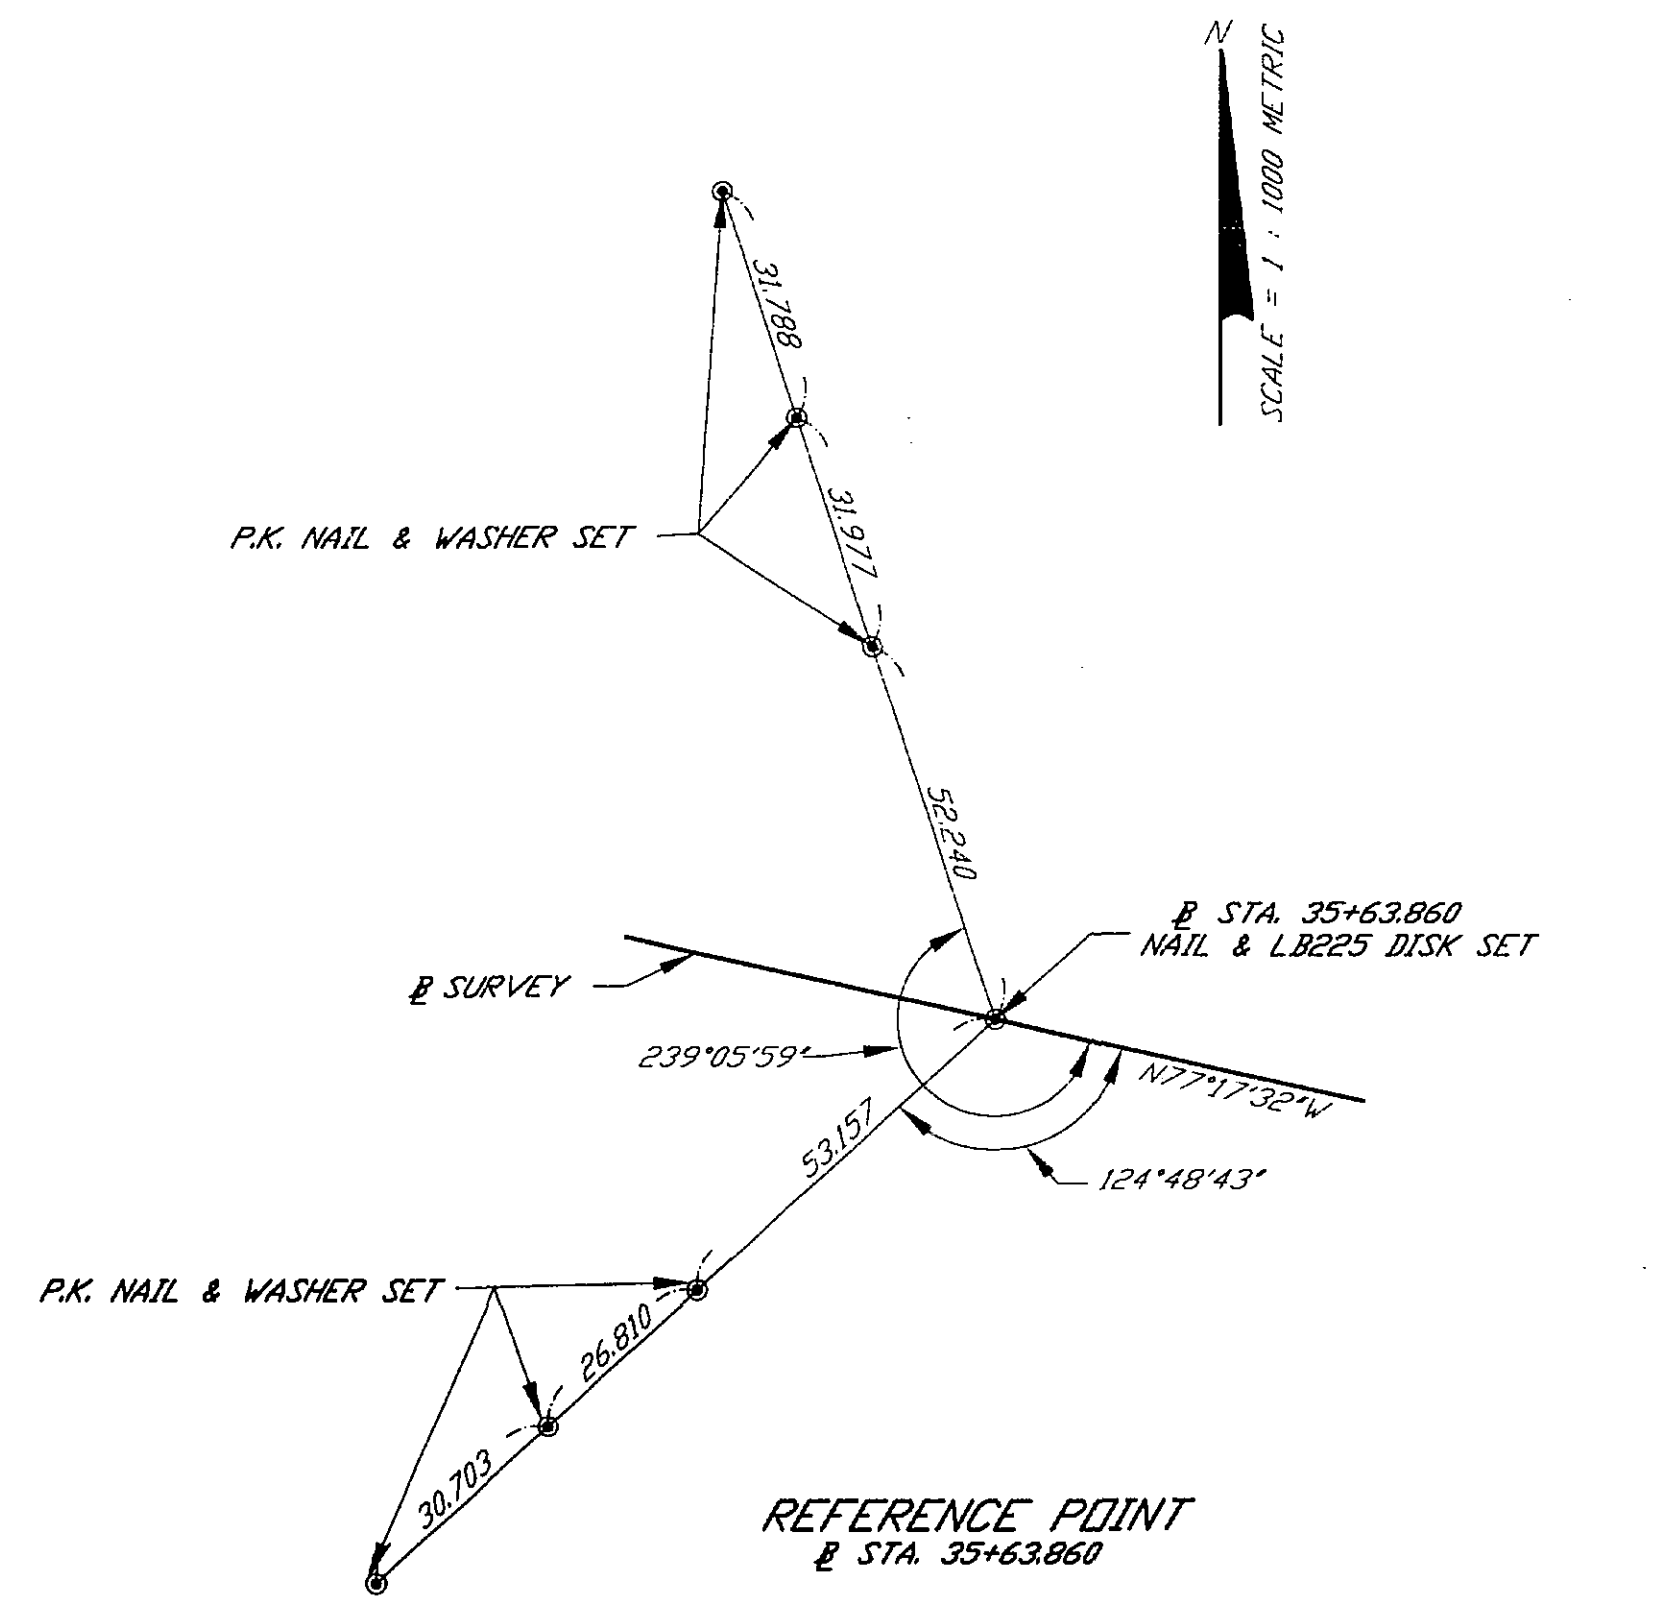 N
SCALE = 1 : 1000 METRIC
31.788
31.977
P.K. NAIL & WASHER SET
52.240
℄ STA. 35+63.860
NAIL & LB225 DISK SET
℄ SURVEY
239°05'59"
N77°17'32"W
53.157
124°48'43"
P.K. NAIL & WASHER SET
26.810
30.703
REFERENCE POINT
℄ STA. 35+63.860